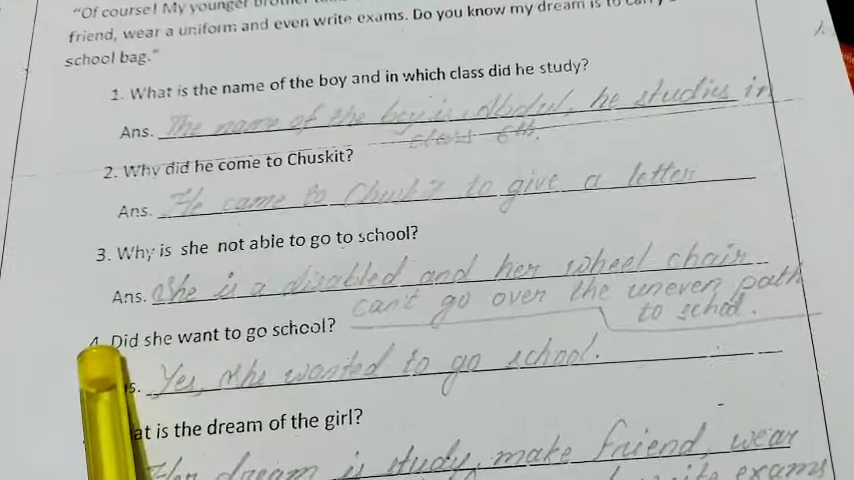 "Of course! My younger
friend, wear a uniform and even write exams. Do you know my dream is to carry
school bag."
1. What is the name of the boy and in which class did he study?
Ans. The name of the boy is Abdul, he studies in
class 6th.
2. Why did he come to Chuskit?
Ans. He came to Chuskit to give a letter
3. Why is she not able to go to school?
Ans. She is a disabled and her wheel chair
can't go over the uneven path
to school.
4. Did she want to go school?
Yes, she wanted to go school.
is the dream of the girl?
Her dream is study, make friend, wear
exams